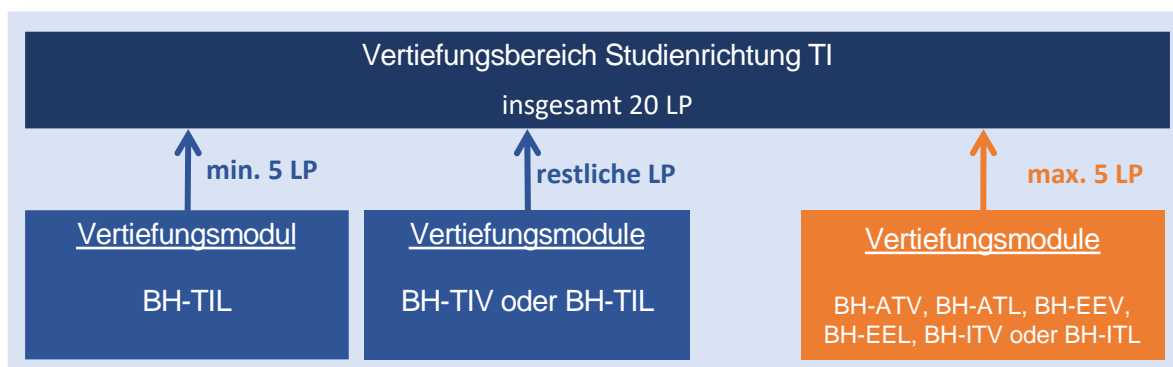 Vertiefungsbereich Studienrichtung TI
insgesamt 20 LP
min. 5 LP
restliche LP
max. 5 LP
Vertiefungsmodul
BH-TIL
Vertiefungsmodule
BH-TIV oder BH-TIL
Vertiefungsmodule
BH-ATV, BH-ATL, BH-EEV,
BH-EEL, BH-ITV oder BH-ITL